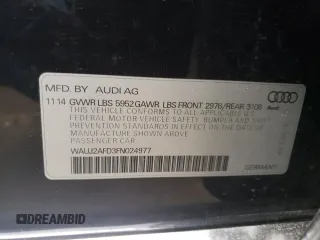 MFD. BY AUDI AG
11 14 GVWR LBS 5952 GAWR LBS FRONT 2976/REAR 3108
THIS VEHICLE CONFORMS TO ALL APPLICABLE U.S.
FEDERAL MOTOR VEHICLE SAFETY, BUMPER AND THEFT
PREVENTION STANDARDS IN EFFECT ON THE DATE OF
MANUFACTURE SHOWN ABOVE.
PASSENGER CAR
WAUJ2AFD3FN024977
GERMANY
DREAMBID